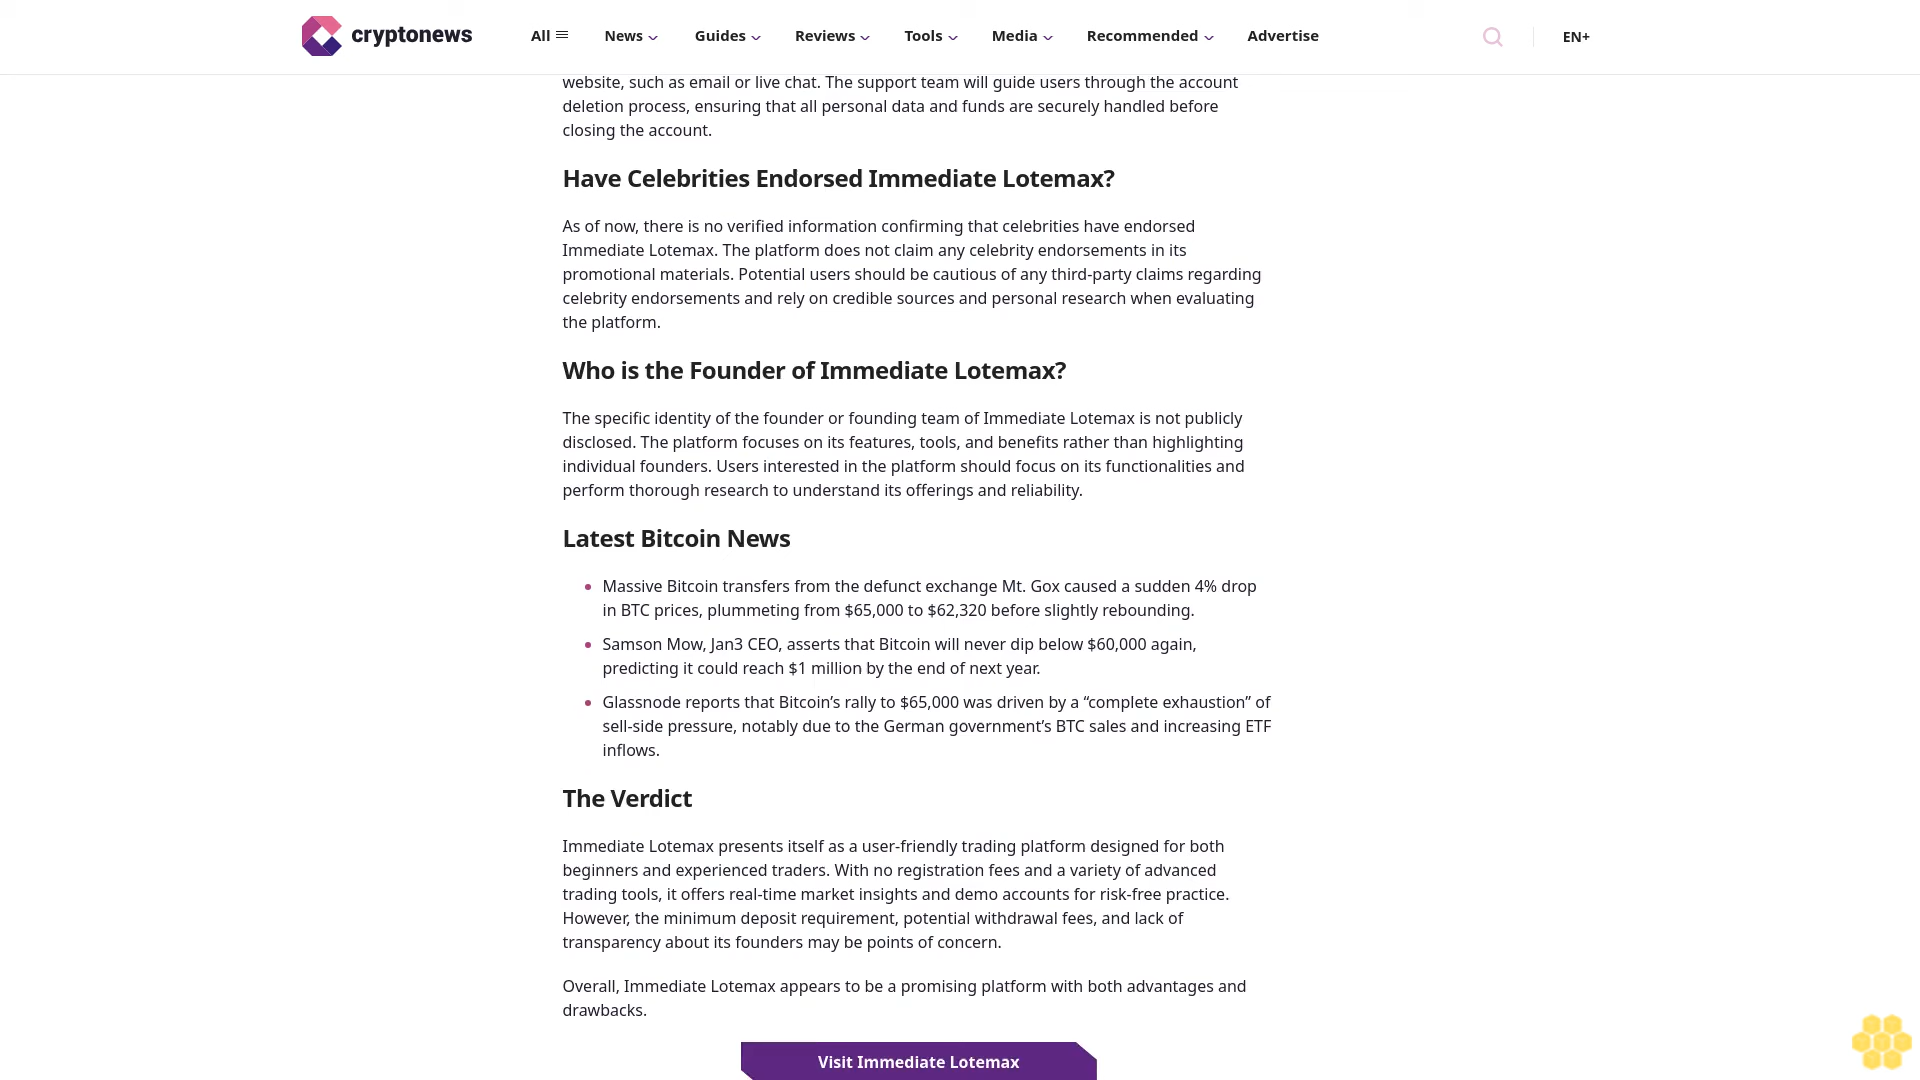 cryptonews
All
News
Guides
Reviews
Tools
Media
Recommended
Advertise
EN+
website, such as email or live chat. The support team will guide users through the account
deletion process, ensuring that all personal data and funds are securely handled before
closing the account.
Have Celebrities Endorsed Immediate Lotemax?
As of now, there is no verified information confirming that celebrities have endorsed
Immediate Lotemax. The platform does not claim any celebrity endorsements in its
promotional materials. Potential users should be cautious of any third-party claims regarding
celebrity endorsements and rely on credible sources and personal research when evaluating
the platform.
Who is the Founder of Immediate Lotemax?
The specific identity of the founder or founding team of Immediate Lotemax is not publicly
disclosed. The platform focuses on its features, tools, and benefits rather than highlighting
individual founders. Users interested in the platform should focus on its functionalities and
perform thorough research to understand its offerings and reliability.
Latest Bitcoin News
Massive Bitcoin transfers from the defunct exchange Mt. Gox caused a sudden 4% drop
in BTC prices, plummeting from $65,000 to $62,320 before slightly rebounding.
Samson Mow, Jan3 CEO, asserts that Bitcoin will never dip below $60,000 again,
predicting it could reach $1 million by the end of next year.
Glassnode reports that Bitcoin’s rally to $65,000 was driven by a “complete exhaustion” of
sell-side pressure, notably due to the German government’s BTC sales and increasing ETF
inflows.
The Verdict
Immediate Lotemax presents itself as a user-friendly trading platform designed for both
beginners and experienced traders. With no registration fees and a variety of advanced
trading tools, it offers real-time market insights and demo accounts for risk-free practice.
However, the minimum deposit requirement, potential withdrawal fees, and lack of
transparency about its founders may be points of concern.
Overall, Immediate Lotemax appears to be a promising platform with both advantages and
drawbacks.
Visit Immediate Lotemax